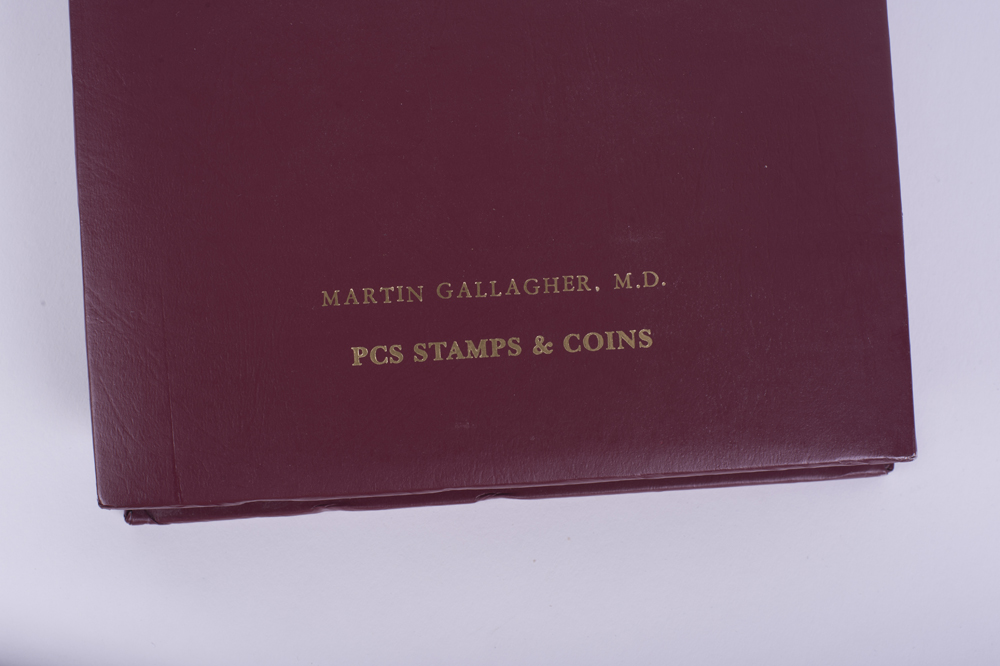 MARTIN GALLAGHER, M.D.
PCS STAMPS & COINS